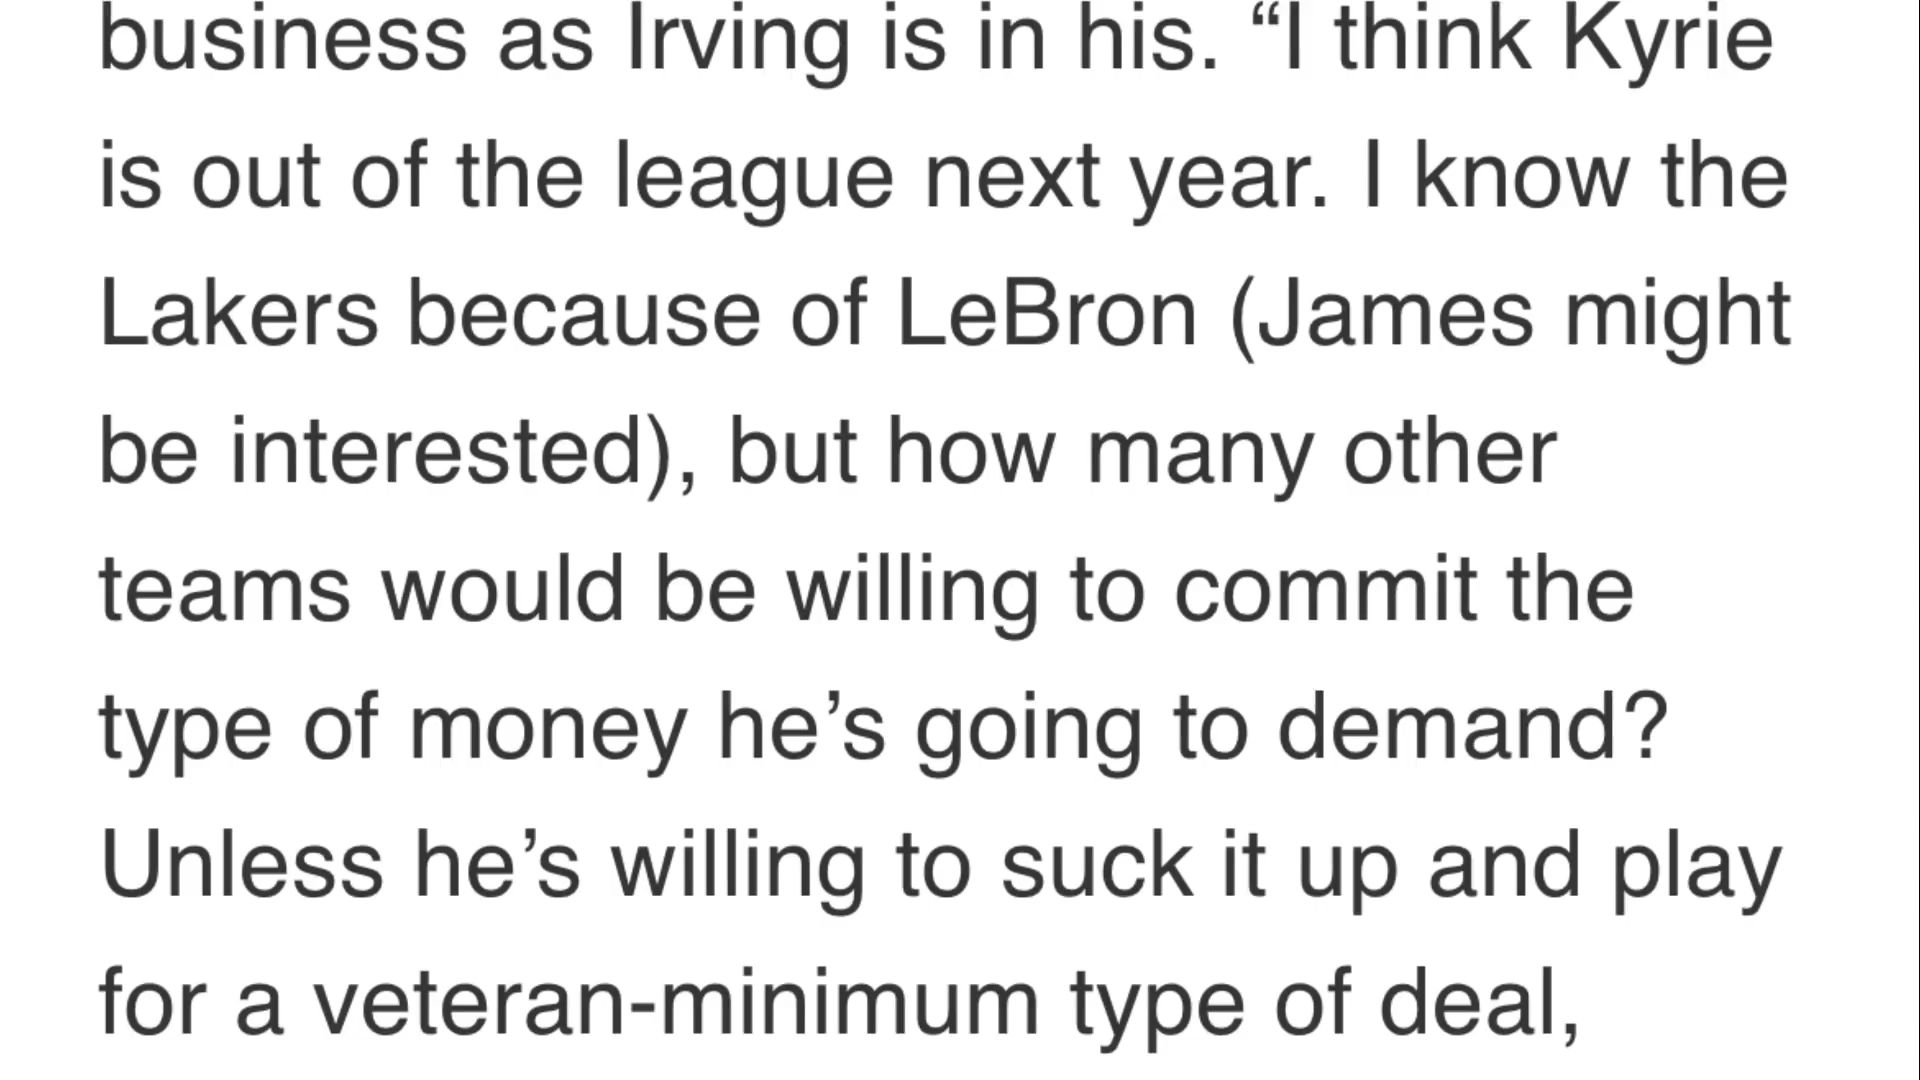 business as Irving is in his. “I think Kyrie
is out of the league next year. I know the
Lakers because of LeBron (James might
be interested), but how many other
teams would be willing to commit the
type of money he’s going to demand?
Unless he’s willing to suck it up and play
for a veteran-minimum type of deal,